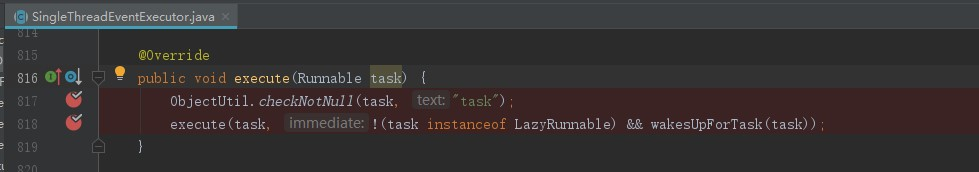 SingleThreadEventExecutor.java
814
815 @Override
816 public void execute(Runnable task) {
817 ObjectUtil.checkNotNull(task, text: "task");
818 execute(task, immediate: !(task instanceof LazyRunnable) && wakesUpForTask(task));
819 }
820